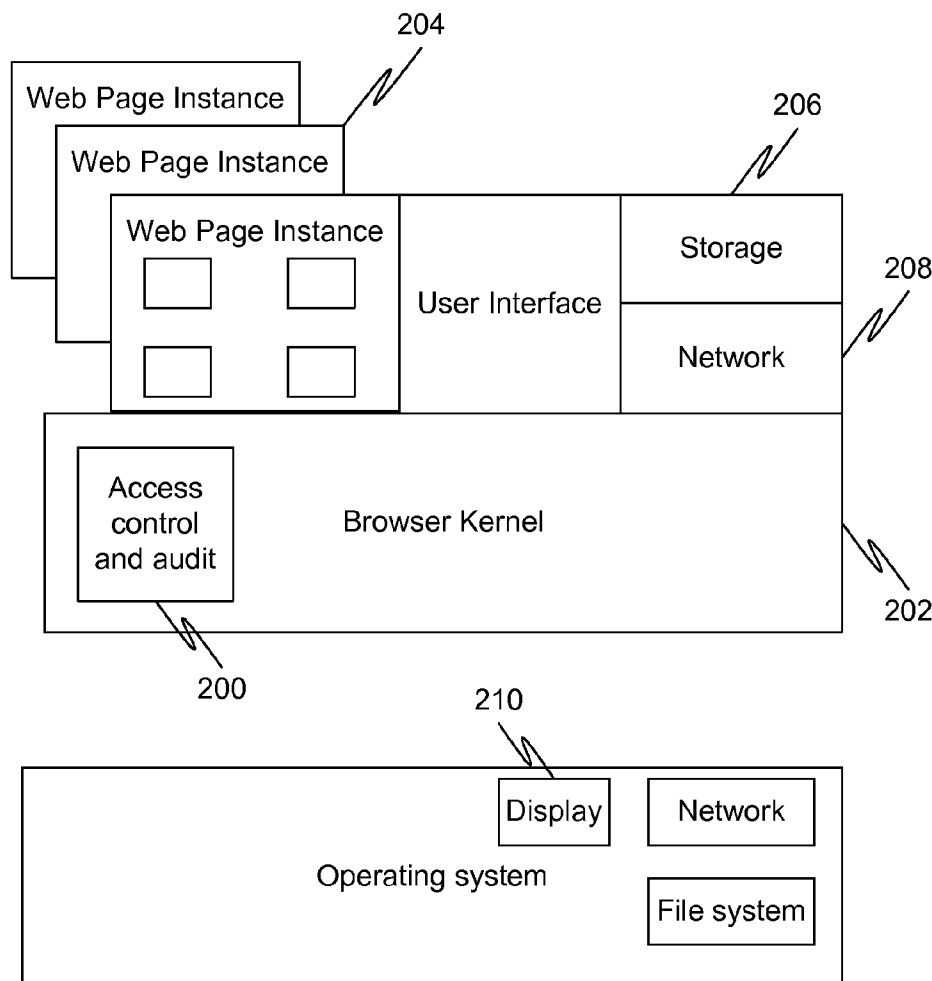 204
Web Page Instance
206
Web Page Instance
Web Page Instance
Storage
208
User Interface
Network
Access
control
and audit
Browser Kernel
202
200
210
Display
Network
Operating system
File system